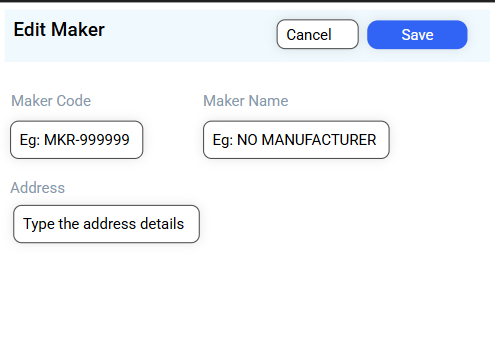 Edit Maker
Cancel
Save
Maker Code
Maker Name
Eg: MKR-999999
Eg: NO MANUFACTURER
Address
Type the address details